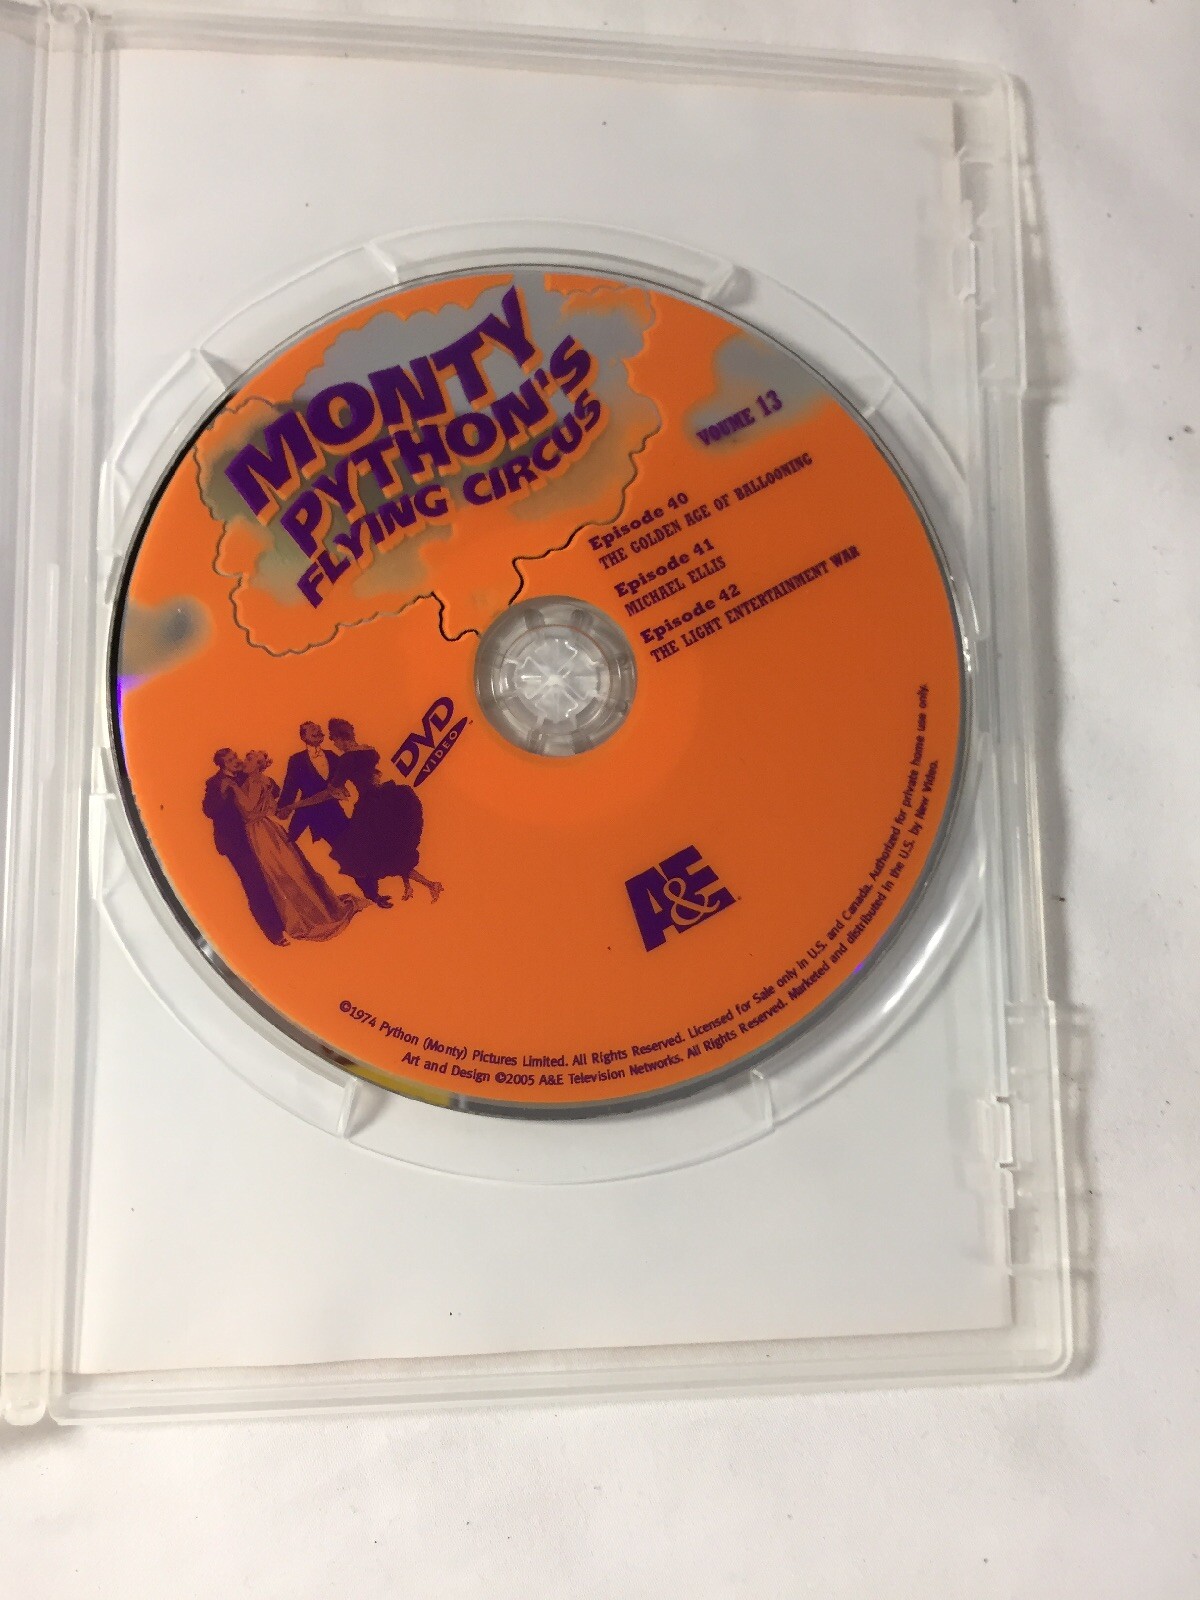 MONTY
PYTHON'S
FLYING CIRCUS
VOUME 13
Episode 40
THE GOLDEN AGE OF BALLOONING
Episode 41
MICHAEL ELLIS
Episode 42
THE LIGHT ENTERTAINMENT WAR
DVD
VIDEO
A&E
©1974 Python (Monty) Pictures Limited. All Rights Reserved. Licensed for Sale only in U.S. and Canada. Authorized for private home use only.
Art and Design ©2005 A&E Television Networks. All Rights Reserved. Marketed and distributed in the U.S. by New Video.